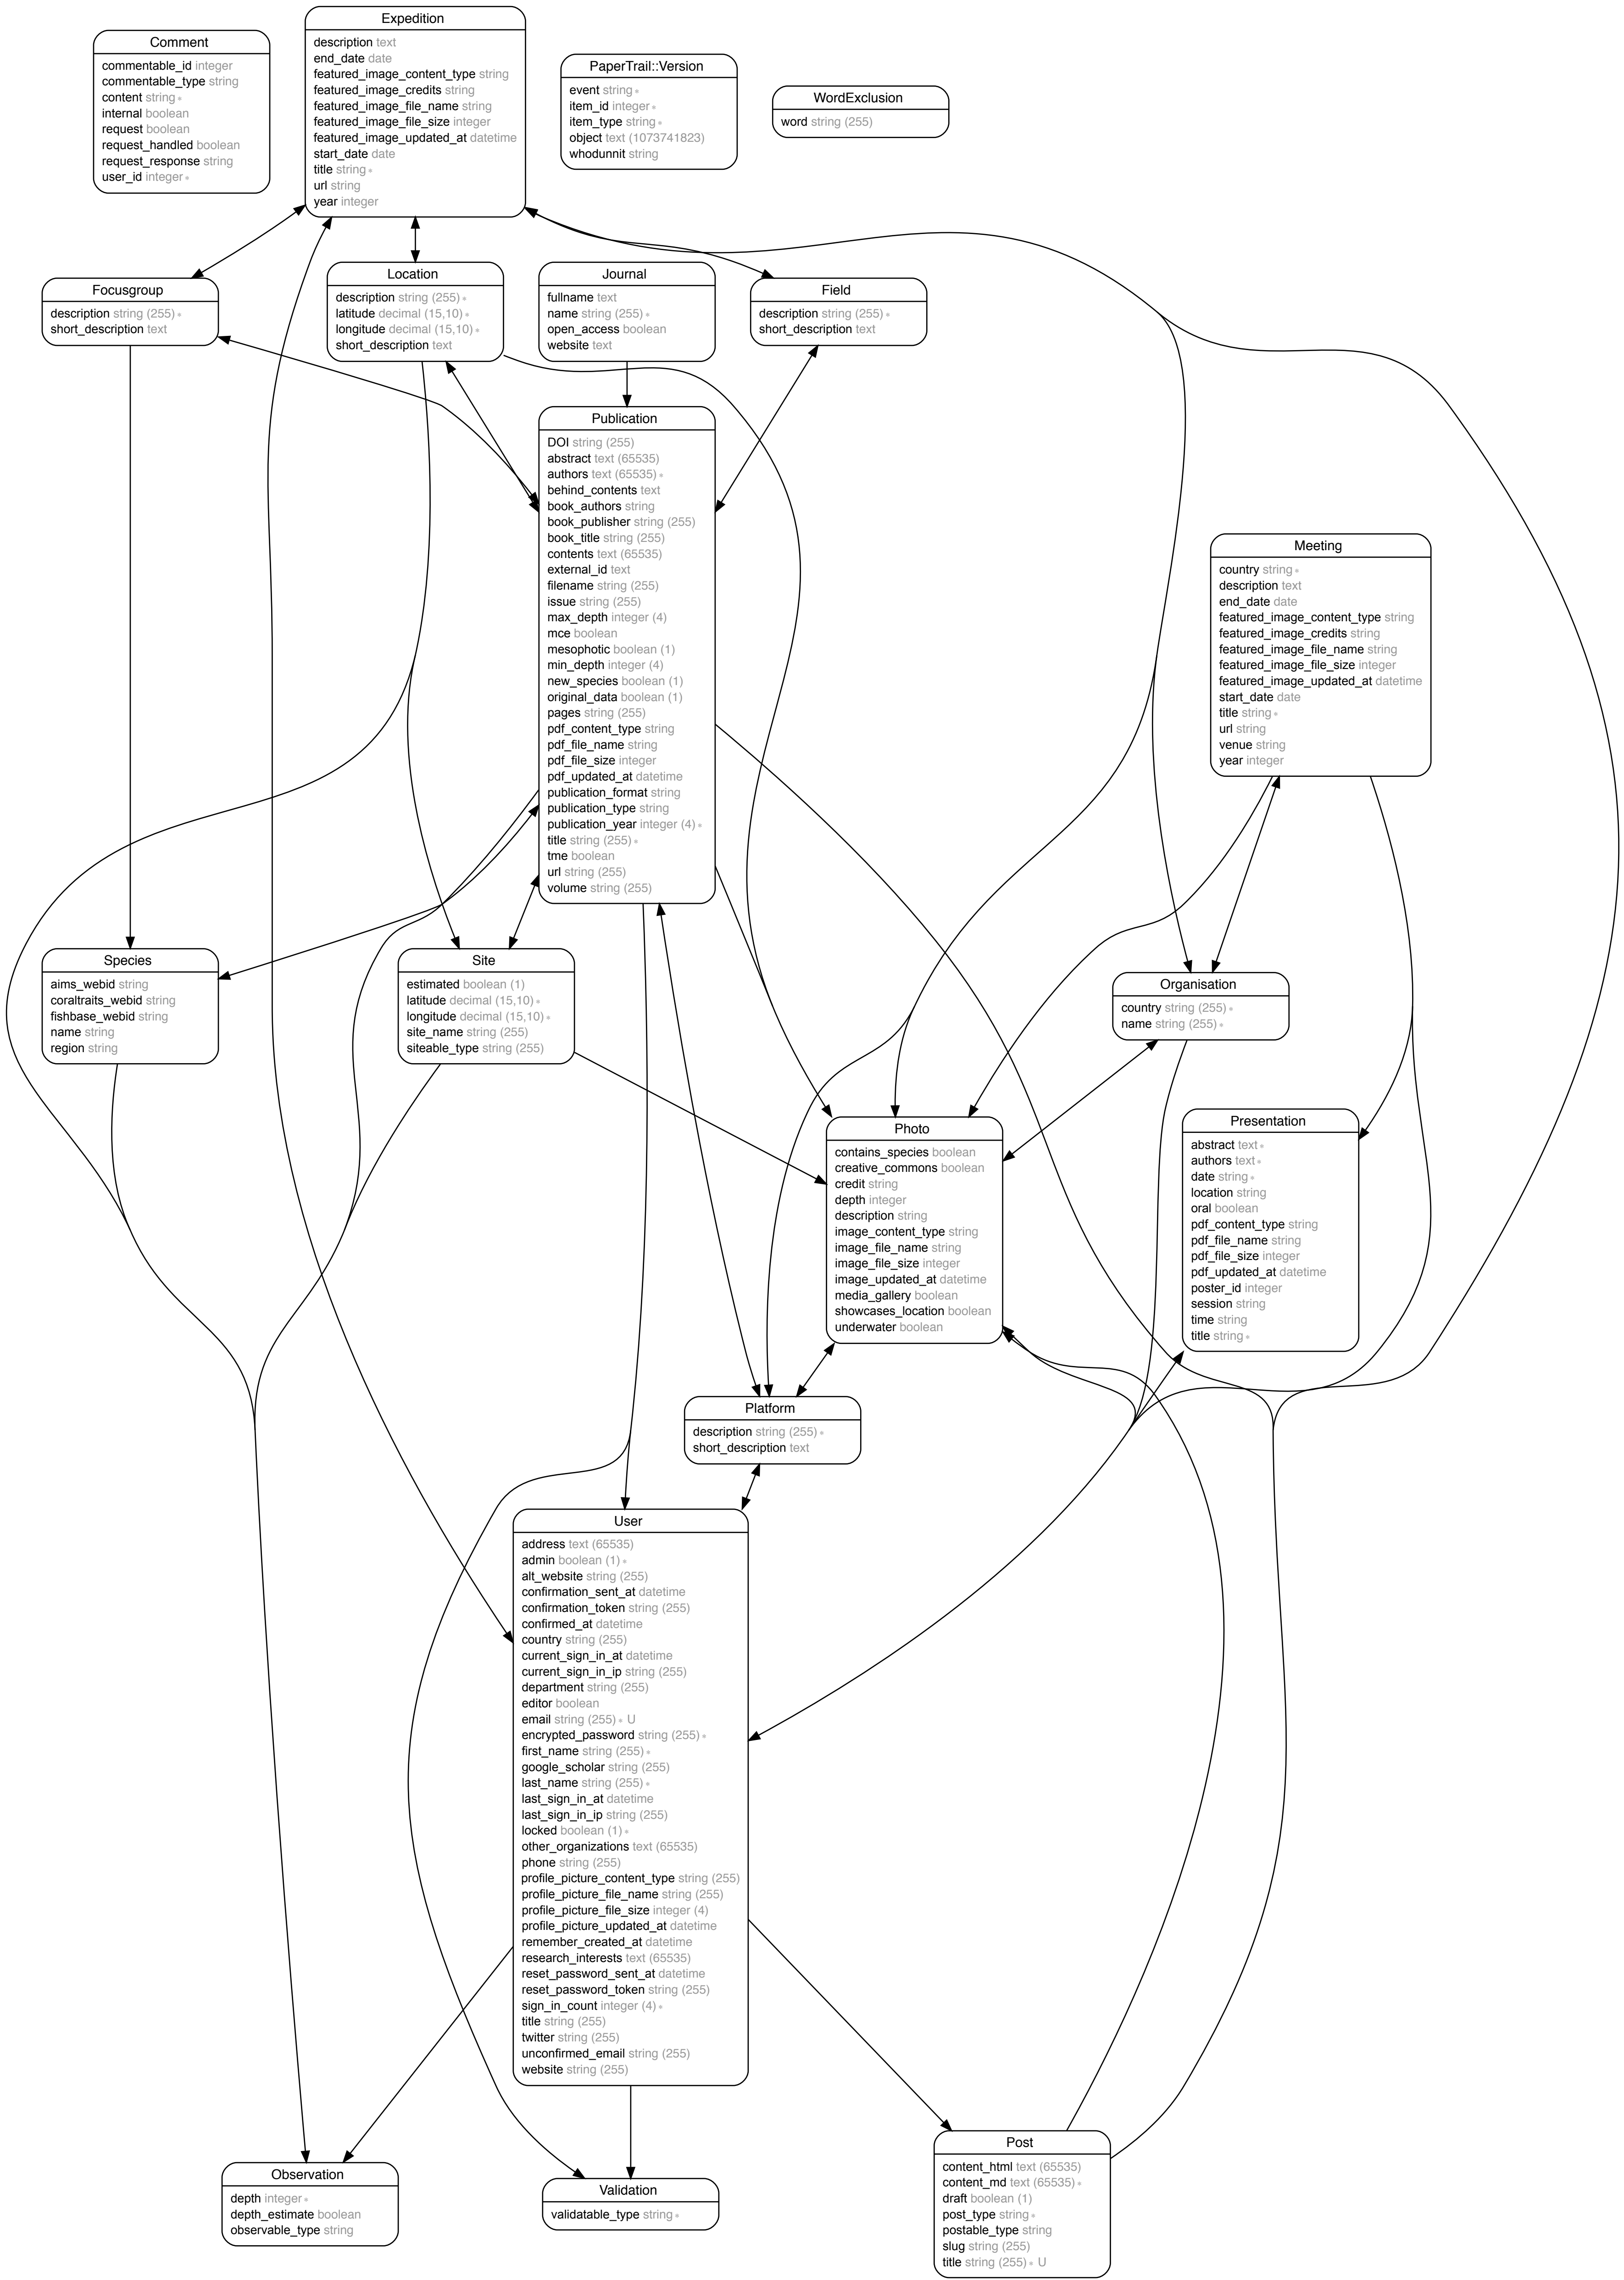 Comment
commentable_id integer
commentable_type string
content string *
internal boolean
request boolean
request_handled boolean
request_response string
user_id integer *
Expedition
description text
end_date date
featured_image_content_type string
featured_image_credits string
featured_image_file_name string
featured_image_file_size integer
featured_image_updated_at datetime
start_date date
title string *
url string
year integer
PaperTrail::Version
event string *
item_id integer *
item_type string *
object text (1073741823)
whodunnit string
WordExclusion
word string (255)
Focusgroup
description string (255) *
short_description text
Location
description string (255) *
latitude decimal (15,10) *
longitude decimal (15,10) *
short_description text
Journal
fullname text
name string (255) *
open_access boolean
website text
Field
description string (255) *
short_description text
Publication
DOI string (255)
abstract text (65535)
authors text (65535) *
behind_contents text
book_authors string
book_publisher string (255)
book_title string (255)
contents text (65535)
external_id text
filename string (255)
issue string (255)
max_depth integer (4)
mce boolean
mesophotic boolean (1)
min_depth integer (4)
new_species boolean (1)
original_data boolean (1)
pages string (255)
pdf_content_type string
pdf_file_name string
pdf_file_size integer
pdf_updated_at datetime
publication_format string
publication_type string
publication_year integer (4) *
title string (255) *
tme boolean
url string (255)
volume string (255)
Meeting
country string *
description text
end_date date
featured_image_content_type string
featured_image_credits string
featured_image_file_name string
featured_image_file_size integer
featured_image_updated_at datetime
start_date date
title string *
url string
venue string
year integer
Species
aims_webid string
coraltraits_webid string
fishbase_webid string
name string
region string
Site
estimated boolean (1)
latitude decimal (15,10) *
longitude decimal (15,10) *
site_name string (255)
siteable_type string (255)
Organisation
country string (255) *
name string (255) *
Photo
contains_species boolean
creative_commons boolean
credit string
depth integer
description string
image_content_type string
image_file_name string
image_file_size integer
image_updated_at datetime
media_gallery boolean
showcases_location boolean
underwater boolean
Presentation
abstract text *
authors text *
date string *
location string
oral boolean
pdf_content_type string
pdf_file_name string
pdf_file_size integer
pdf_updated_at datetime
poster_id integer
session string
time string
title string *
Platform
description string (255) *
short_description text
User
address text (65535)
admin boolean (1) *
alt_website string (255)
confirmation_sent_at datetime
confirmation_token string (255)
confirmed_at datetime
country string (255)
current_sign_in_at datetime
current_sign_in_ip string (255)
department string (255)
editor boolean
email string (255) * U
encrypted_password string (255) *
first_name string (255) *
google_scholar string (255)
last_name string (255) *
last_sign_in_at datetime
last_sign_in_ip string (255)
locked boolean (1) *
other_organizations text (65535)
phone string (255)
profile_picture_content_type string (255)
profile_picture_file_name string (255)
profile_picture_file_size integer (4)
profile_picture_updated_at datetime
remember_created_at datetime
research_interests text (65535)
reset_password_sent_at datetime
reset_password_token string (255)
sign_in_count integer (4) *
title string (255)
twitter string (255)
unconfirmed_email string (255)
website string (255)
Observation
depth integer *
depth_estimate boolean
observable_type string
Validation
validatable_type string *
Post
content_html text (65535)
content_md text (65535) *
draft boolean (1)
post_type string *
postable_type string
slug string (255)
title string (255) * U